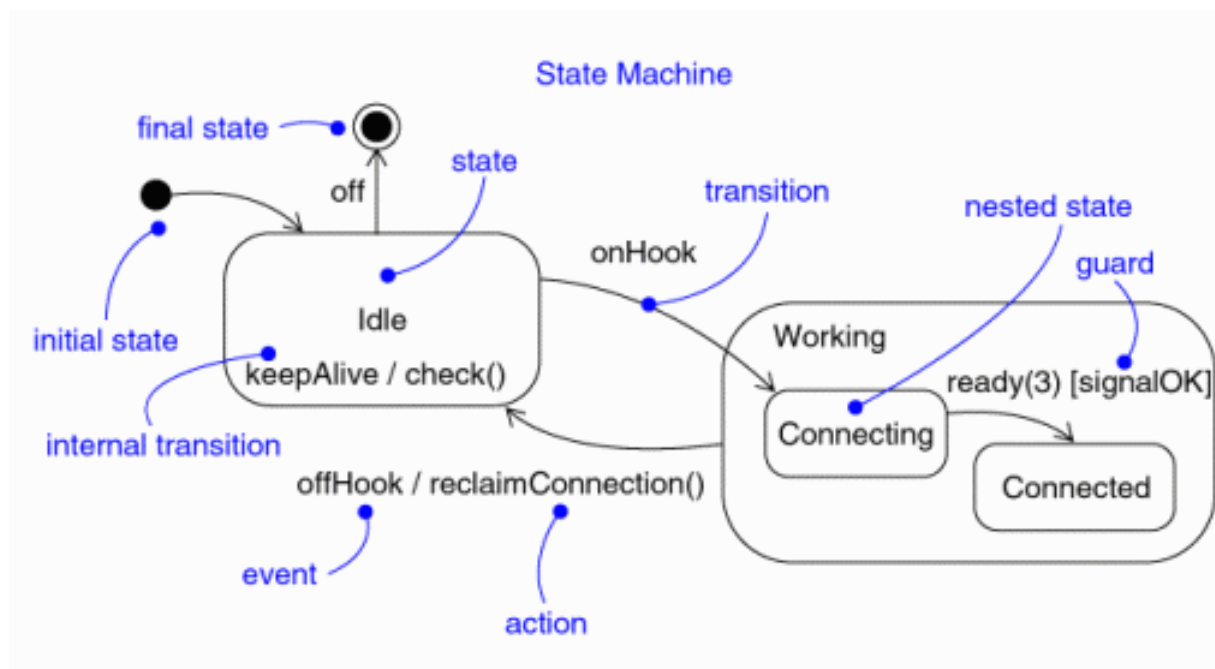 State Machine
final state
state
off
transition
nested state
onHook
guard
Idle
initial state
Working
keepAlive / check()
ready(3) [signalOK]
internal transition
Connecting
offHook / reclaimConnection()
Connected
event
action